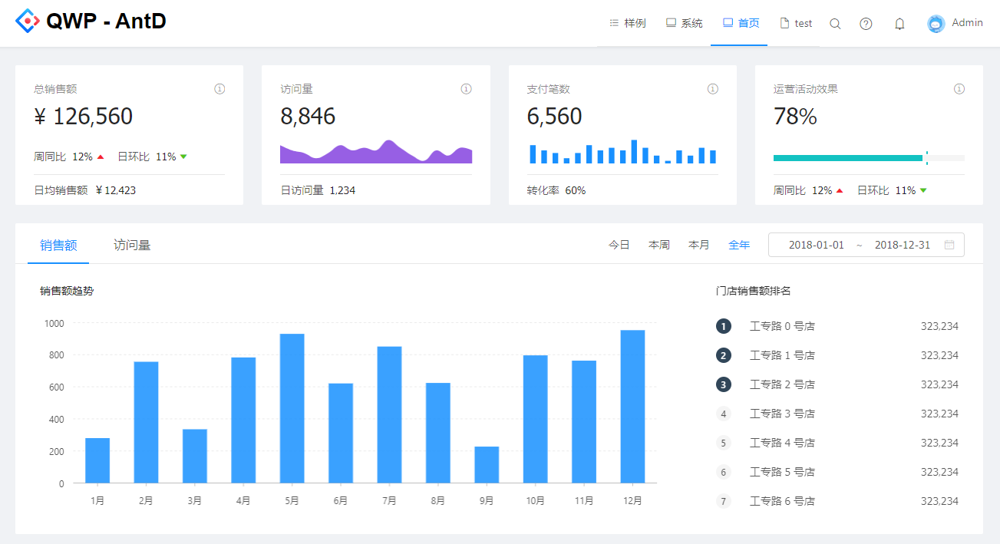 QWP - AntD 样例 系统 首页 test Admin
总销售额
¥ 126,560
周同比 12% 日环比 11%
日均销售额 ¥12,423
访问量
8,846
日访问量 1,234
支付笔数
6,560
转化率 60%
运营活动效果
78%
周同比 12% 日环比 11%
销售额 访问量 今日 本周 本月 全年 2018-01-01 ~ 2018-12-31
销售额趋势
1000
800
600
400
200
0
1月 2月 3月 4月 5月 6月 7月 8月 9月 10月 11月 12月
门店销售额排名
1 工专路 0 号店 323,234
2 工专路 1 号店 323,234
3 工专路 2 号店 323,234
4 工专路 3 号店 323,234
5 工专路 4 号店 323,234
6 工专路 5 号店 323,234
7 工专路 6 号店 323,234